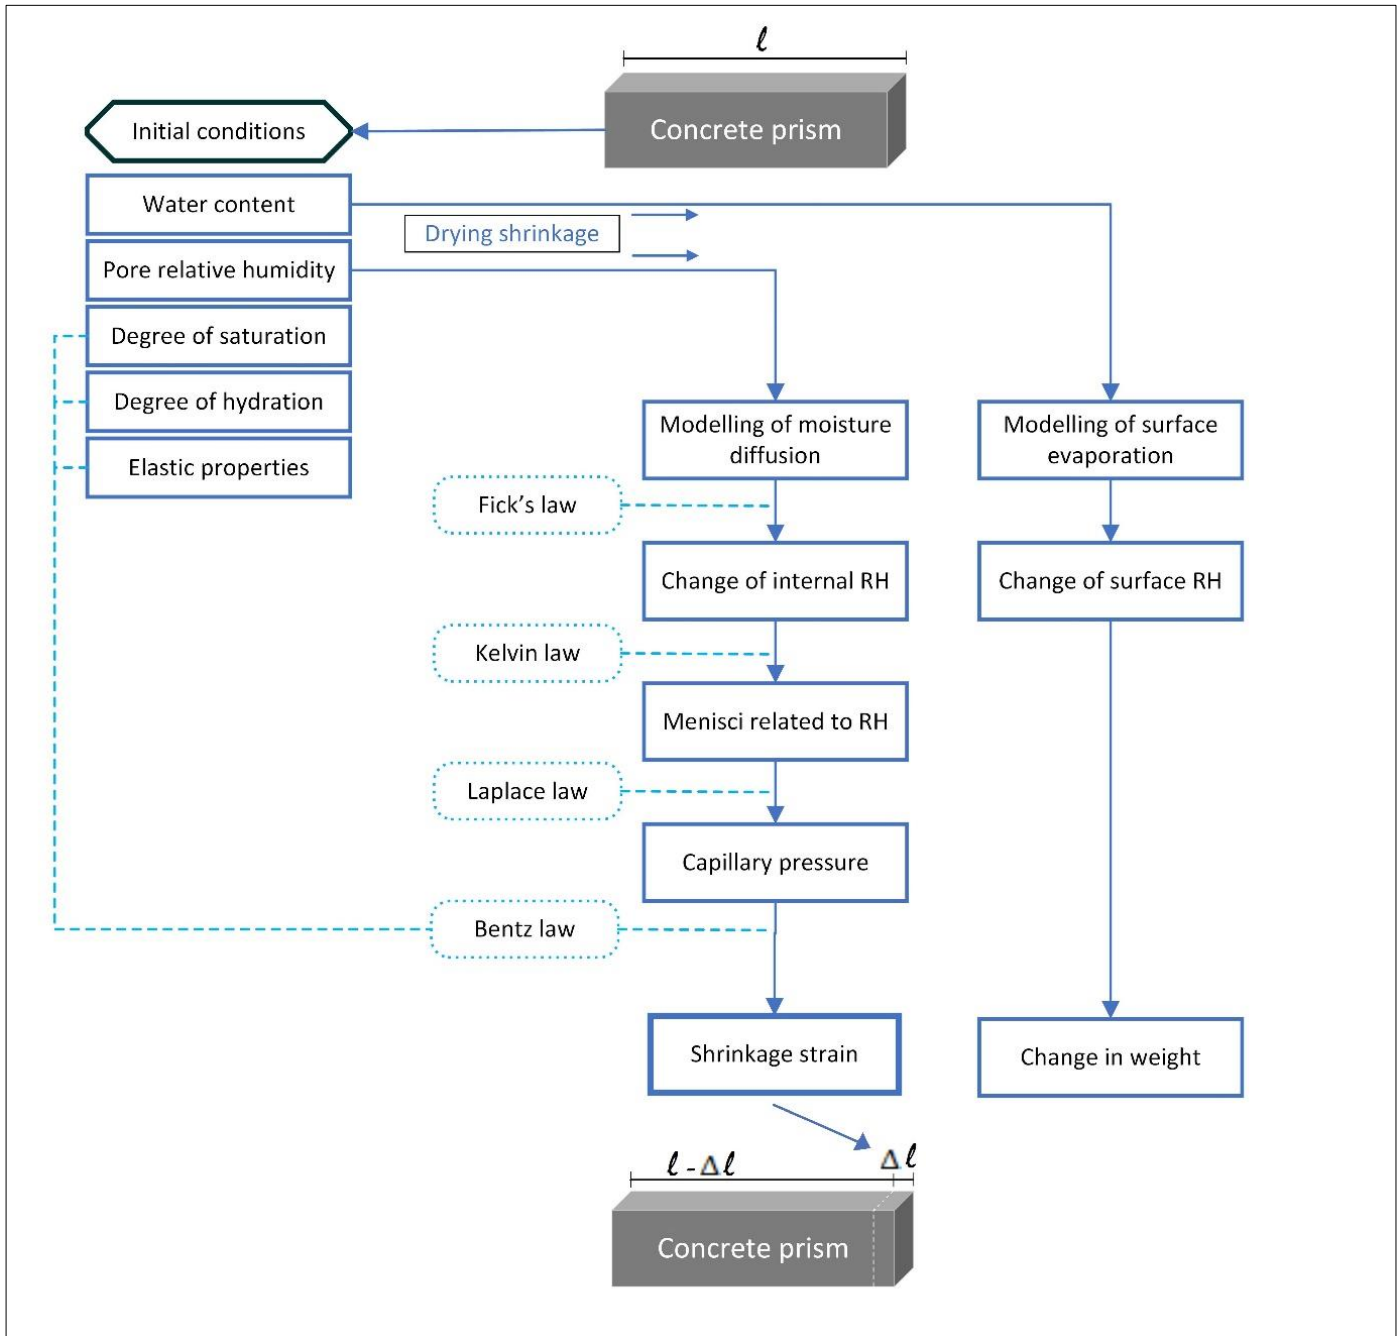 ℓ
Concrete prism
Initial conditions
Water content
Drying shrinkage
Pore relative humidity
Degree of saturation
Degree of hydration
Elastic properties
Modelling of moisture
diffusion
Modelling of surface
evaporation
Fick’s law
Change of internal RH
Change of surface RH
Kelvin law
Menisci related to RH
Laplace law
Capillary pressure
Bentz law
Shrinkage strain
Change in weight
ℓ - Δℓ
Δℓ
Concrete prism